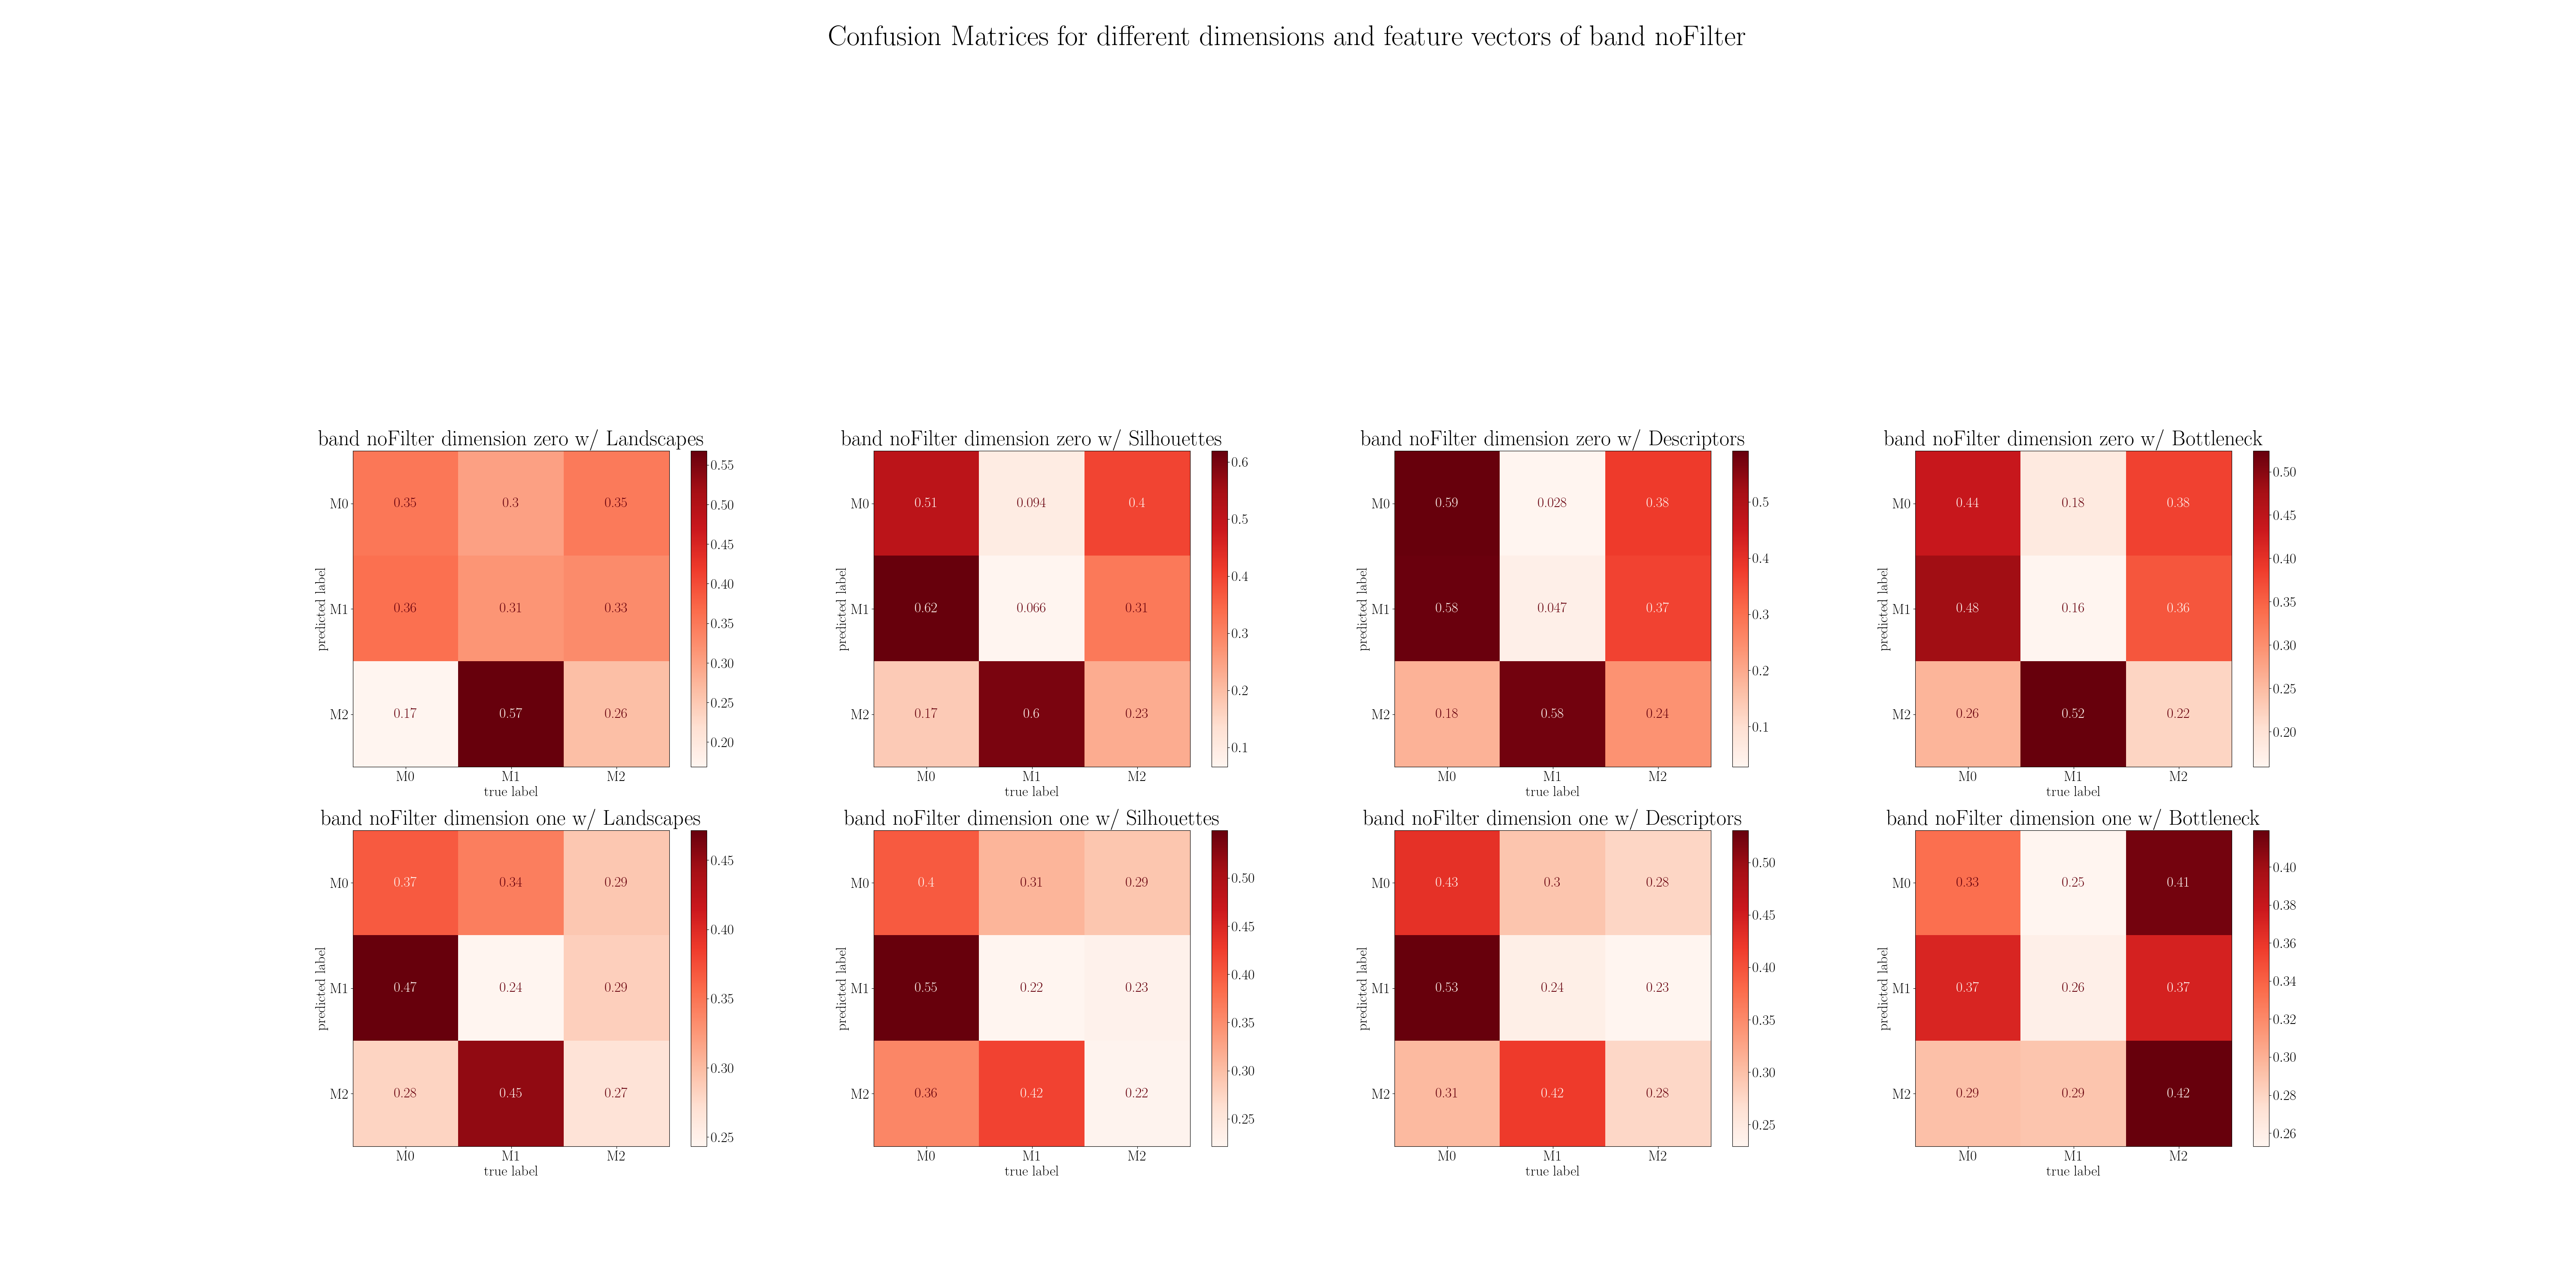 Confusion Matrices for different dimensions and feature vectors of band noFilter
band noFilter dimension zero w/ Landscapes
predicted label
M0 0.35 0.3 0.35
M1 0.36 0.31 0.33
M2 0.17 0.57 0.26
M0 M1 M2
true label
0.55
0.50
0.45
0.40
0.35
0.30
0.25
0.20
band noFilter dimension zero w/ Silhouettes
predicted label
M0 0.51 0.094 0.4
M1 0.62 0.066 0.31
M2 0.17 0.6 0.23
M0 M1 M2
true label
0.6
0.5
0.4
0.3
0.2
0.1
band noFilter dimension zero w/ Descriptors
predicted label
M0 0.59 0.028 0.38
M1 0.58 0.047 0.37
M2 0.18 0.58 0.24
M0 M1 M2
true label
0.5
0.4
0.3
0.2
0.1
band noFilter dimension zero w/ Bottleneck
predicted label
M0 0.44 0.18 0.38
M1 0.48 0.16 0.36
M2 0.26 0.52 0.22
M0 M1 M2
true label
0.50
0.45
0.40
0.35
0.30
0.25
0.20
band noFilter dimension one w/ Landscapes
predicted label
M0 0.37 0.34 0.29
M1 0.47 0.24 0.29
M2 0.28 0.45 0.27
M0 M1 M2
true label
0.45
0.40
0.35
0.30
0.25
band noFilter dimension one w/ Silhouettes
predicted label
M0 0.4 0.31 0.29
M1 0.55 0.22 0.23
M2 0.36 0.42 0.22
M0 M1 M2
true label
0.50
0.45
0.40
0.35
0.30
0.25
band noFilter dimension one w/ Descriptors
predicted label
M0 0.43 0.3 0.28
M1 0.53 0.24 0.23
M2 0.31 0.42 0.28
M0 M1 M2
true label
0.50
0.45
0.40
0.35
0.30
0.25
band noFilter dimension one w/ Bottleneck
predicted label
M0 0.33 0.25 0.41
M1 0.37 0.26 0.37
M2 0.29 0.29 0.42
M0 M1 M2
true label
0.40
0.38
0.36
0.34
0.32
0.30
0.28
0.26